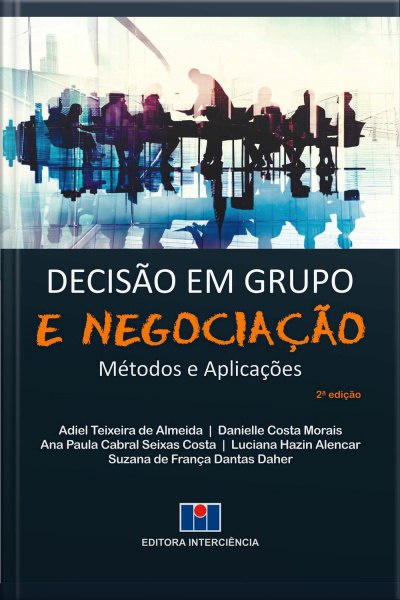 DECISÃO EM GRUPO
E NEGOCIAÇÃO
Métodos e Aplicações
2ª edição
Adiel Teixeira de Almeida | Danielle Costa Morais
Ana Paula Cabral Seixas Costa | Luciana Hazin Alencar
Suzana de França Dantas Daher
EDITORA INTERCIÊNCIA